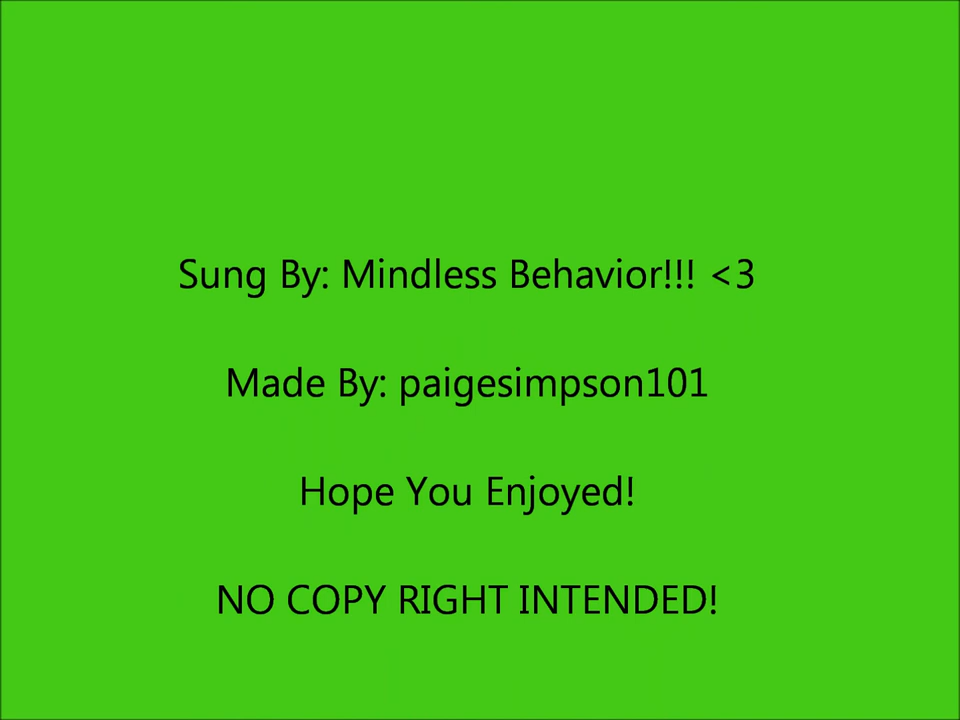 Sung By: Mindless Behavior!!! <3
Made By: paigesimpson101
Hope You Enjoyed!
NO COPY RIGHT INTENDED!